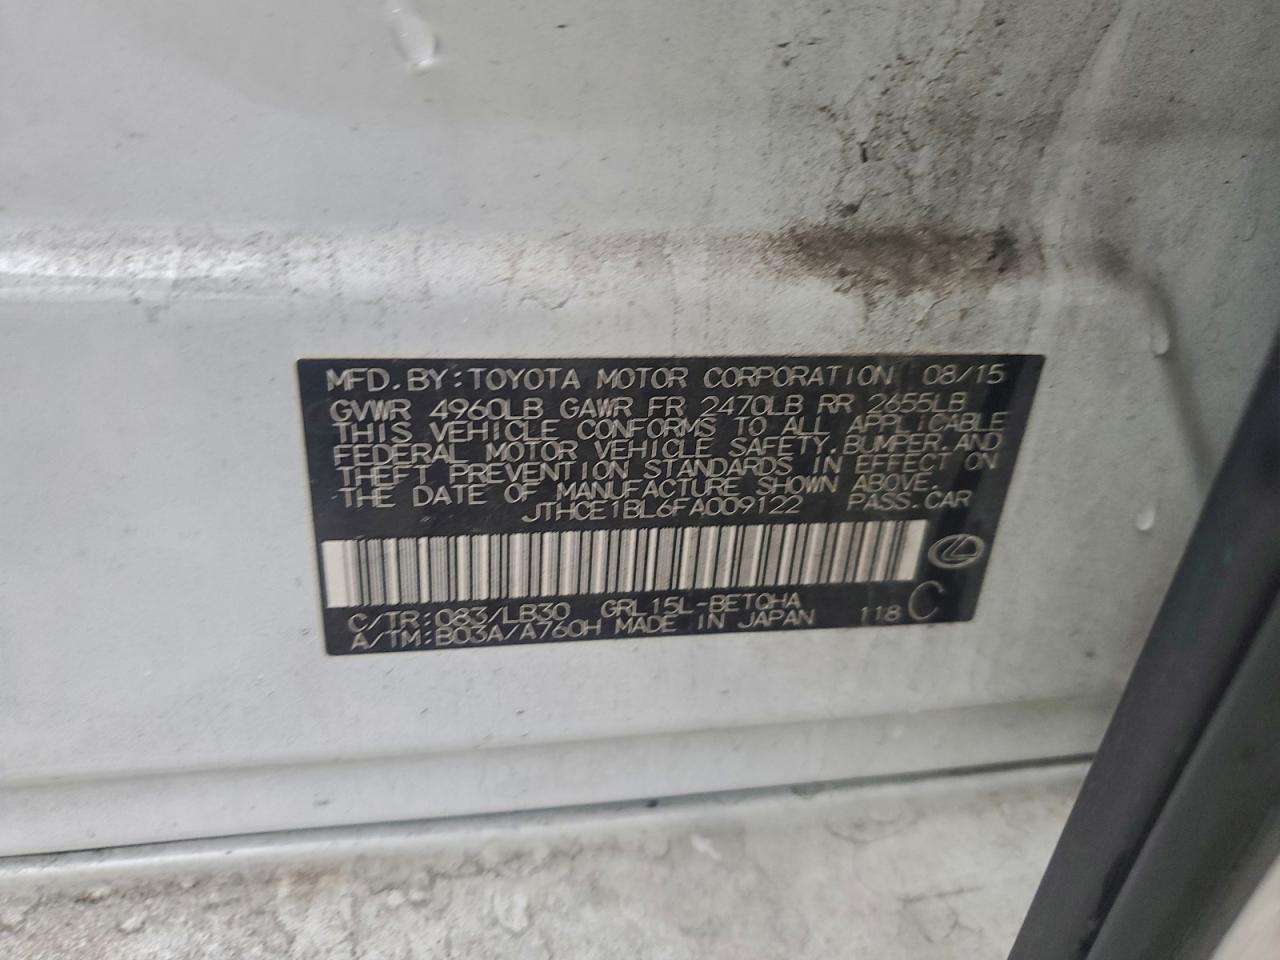 MFD. BY: TOYOTA MOTOR CORPORATION 08/15
GVWR 4960LB GAWR FR 2470LB RR 2655LB
THIS VEHICLE CONFORMS TO ALL APPLICABLE
FEDERAL MOTOR VEHICLE SAFETY, BUMPER, AND
THEFT PREVENTION STANDARDS IN EFFECT ON
THE DATE OF MANUFACTURE SHOWN ABOVE.
JTHCE1BL6FA009122 PASS. CAR
C/TR: 083/LB30 GRL15L-BETQHA
A/TM: B03A/A760H MADE IN JAPAN 118 C